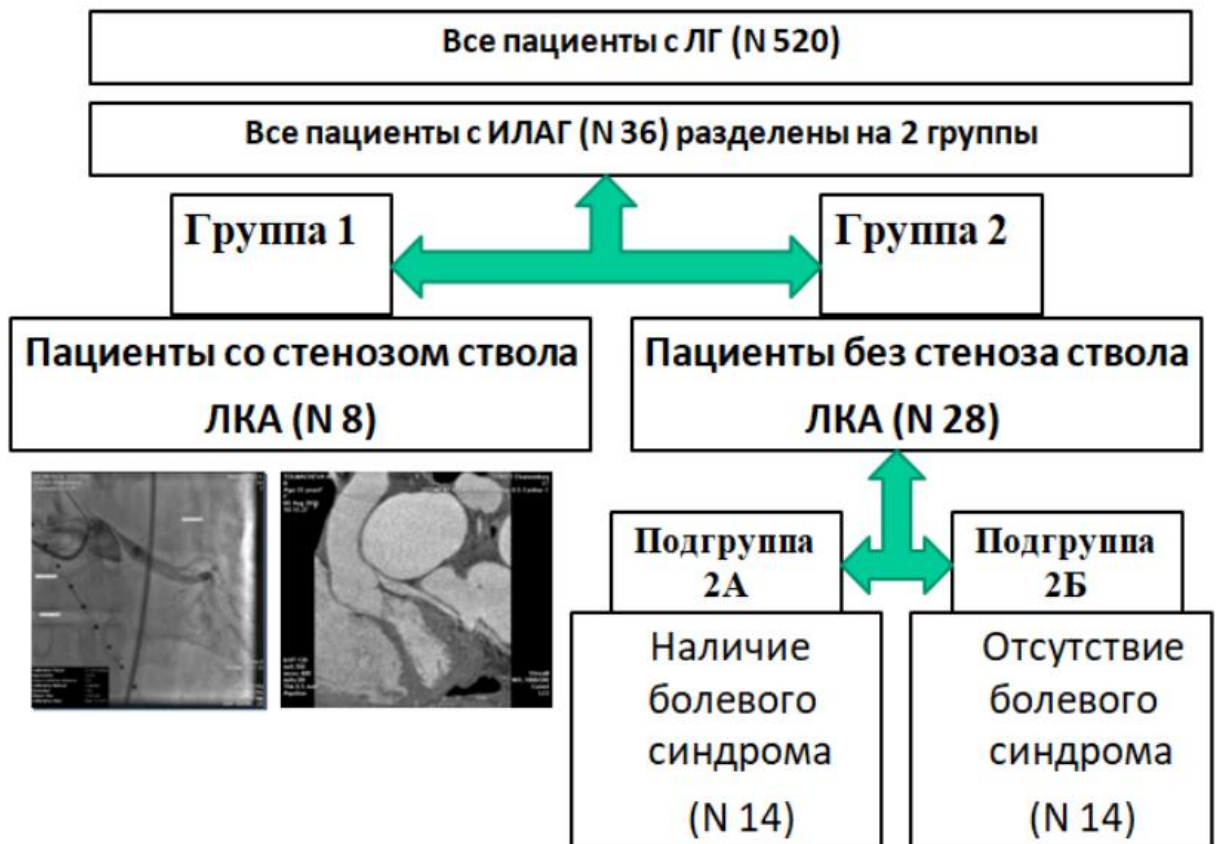 Все пациенты с ЛГ (N 520)
Все пациенты с ИЛАГ (N 36) разделены на 2 группы
Группа 1
Группа 2
Пациенты со стенозом ствола
ЛКА (N 8)
Пациенты без стеноза ствола
ЛКА (N 28)
Подгруппа
2А
Подгруппа
2Б
Наличие
болевого
синдрома
(N 14)
Отсутствие
болевого
синдрома
(N 14)